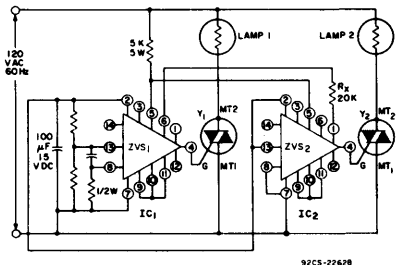 120
VAC
60Hz
5 K
5 W
LAMP 1
LAMP 2
RX
20K
100
µF
15
VDC
1/2W
2
3
5
6
1
14
13
8
7
9
10
11
12
4
ZVS1
IC1
Y1
MT2
MT1
G
2
3
5
6
1
14
13
8
7
9
10
11
12
4
ZVS2
IC2
Y2
MT2
MT1
G
92CS-22628